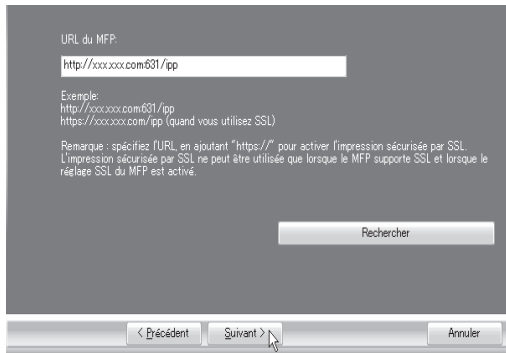 URL du MFP:
http://xxx.xxx.com:631/ipp
Exemple:
http://xxx.xxx.com:631/ipp
https://xxx.xxx.com/ipp (quand vous utilisez SSL)
Remarque : spécifiez l'URL, en ajoutant "https://" pour activer l'impression sécurisée par SSL.
L'impression sécurisée par SSL ne peut être utilisée que lorsque le MFP supporte SSL et lorsque le
réglage SSL du MFP est activé.
Rechercher
< Précédent
Suivant >
Annuler